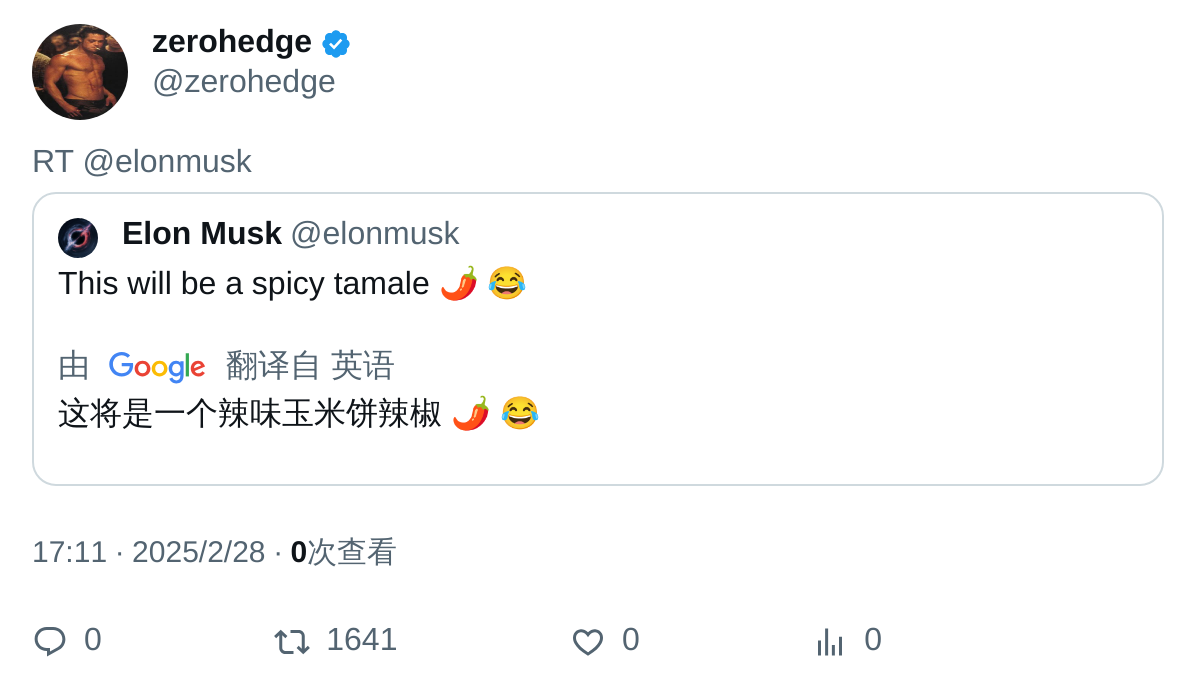 zerohedge
@zerohedge
RT @elonmusk
Elon Musk @elonmusk
This will be a spicy tamale 🌶️ 😂
由 Google 翻译自 英语
这将是一个辣味玉米饼辣椒 🌶️ 😂
17:11 · 2025/2/28 · 0次查看
0 1641 0 0